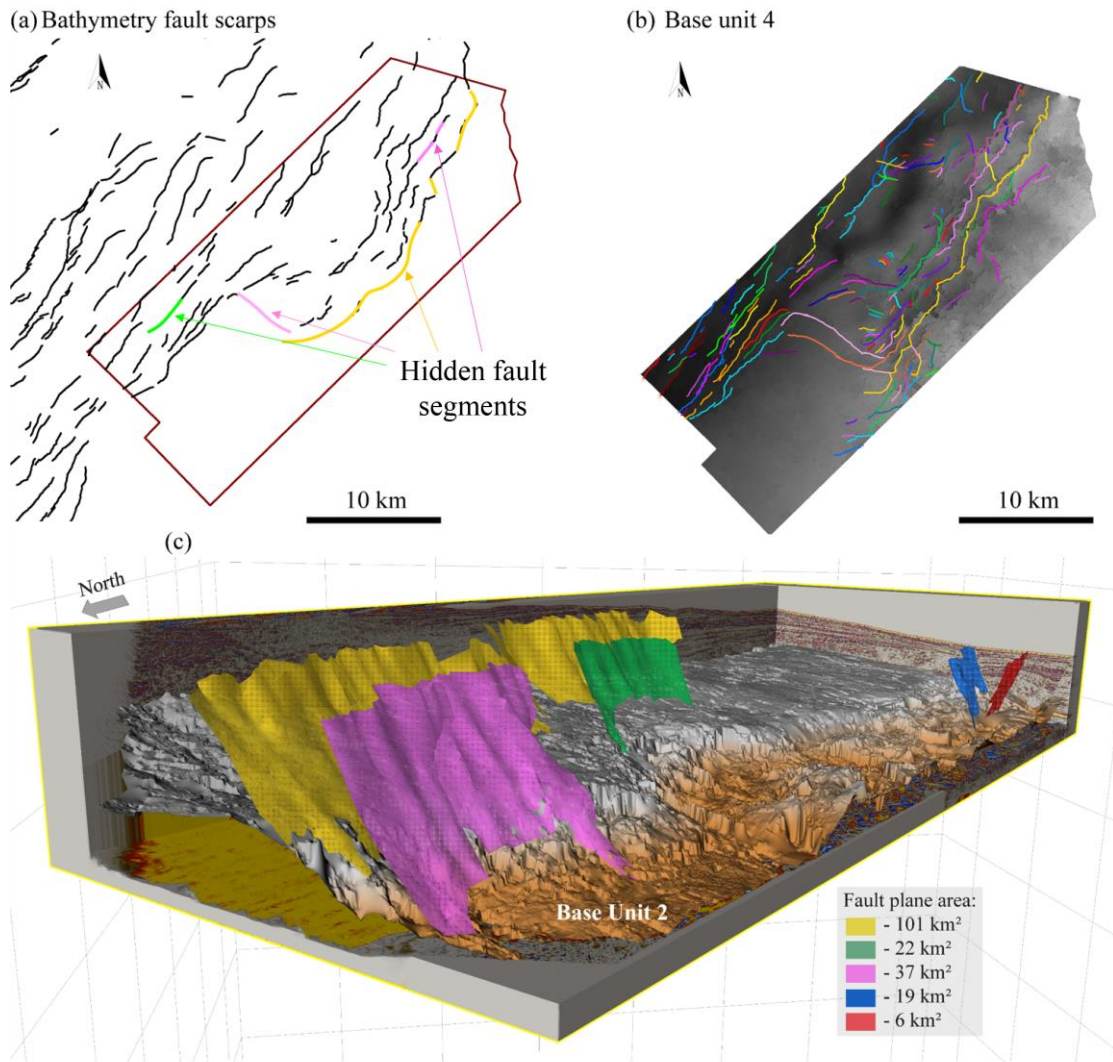 (a) Bathymetry fault scarps
(b) Base unit 4
N
N
Hidden fault
segments
10 km
10 km
(c)
North
Base Unit 2
Fault plane area:
- 101 km²
- 22 km²
- 37 km²
- 19 km²
- 6 km²